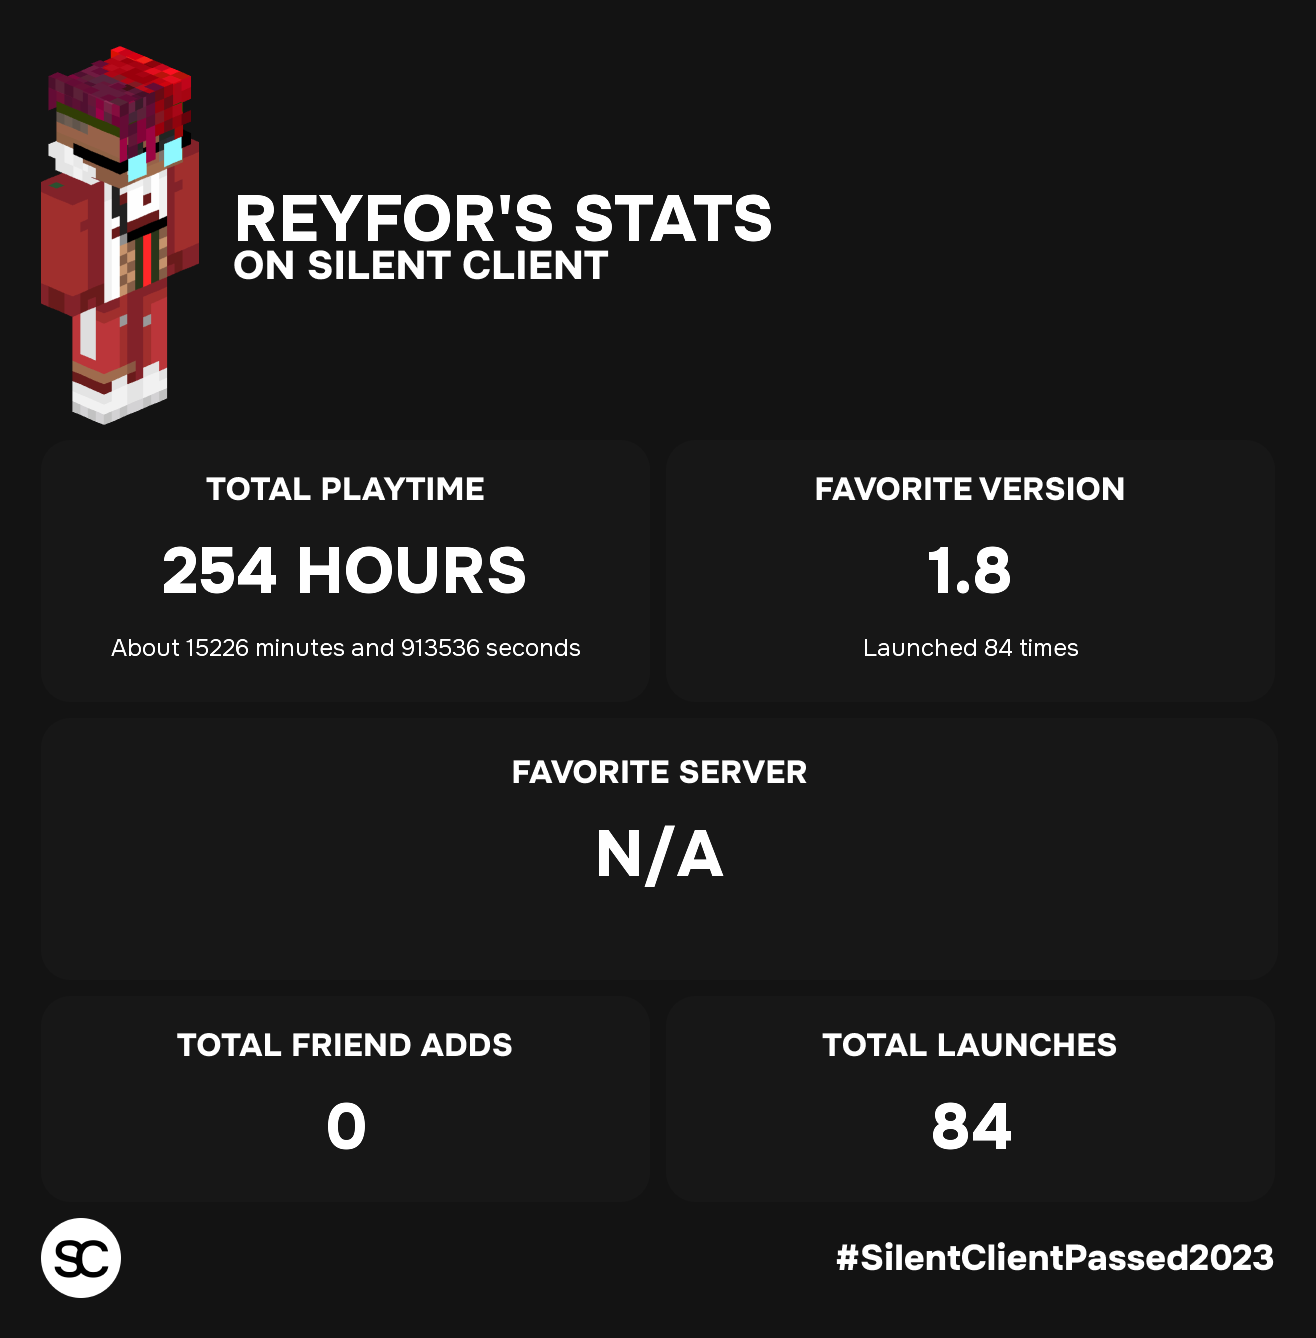 REYFOR'S STATS
ON SILENT CLIENT
TOTAL PLAYTIME
254 HOURS
About 15226 minutes and 913536 seconds
FAVORITE VERSION
1.8
Launched 84 times
FAVORITE SERVER
N/A
TOTAL FRIEND ADDS
0
TOTAL LAUNCHES
84
SC
#SilentClientPassed2023